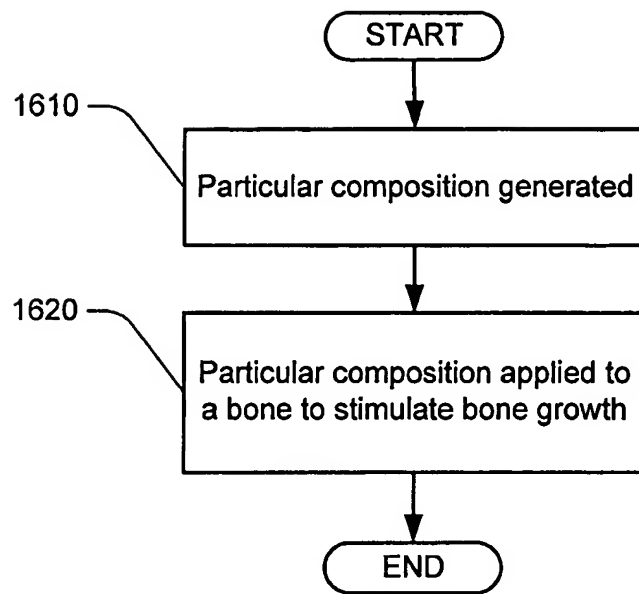 START
1610
Particular composition generated
1620
Particular composition applied to
a bone to stimulate bone growth
END